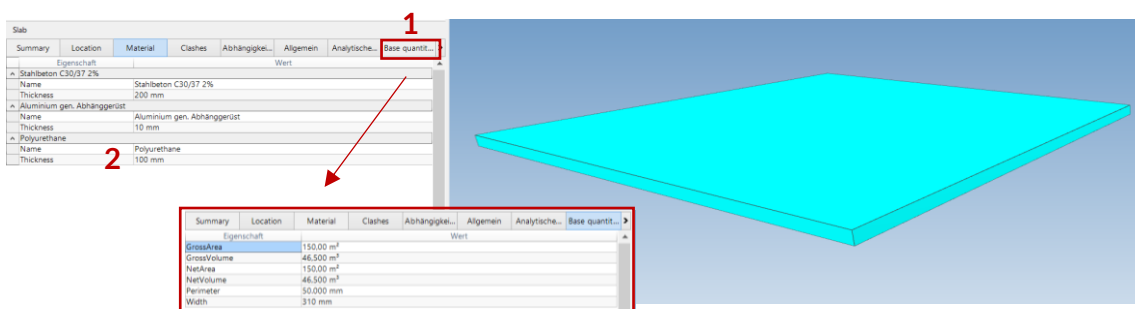 Slab
1
Summary Location Material Clashes Abhängigkei... Allgemein Analytische... Base quantit...
Eigenschaft Wert
Stahlbeton C30/37 2%
Name Stahlbeton C30/37 2%
Thickness 200 mm
Aluminium gen. Abhänggerüst
Name Aluminium gen. Abhänggerüst
Thickness 10 mm
Polyurethane
Name Polyurethane
2
Thickness 100 mm
Summary Location Material Clashes Abhängigkei... Allgemein Analytische... Base quantit...
Eigenschaft Wert
GrossArea 150.00 m²
GrossVolume 46.500 m³
NetArea 150.00 m²
NetVolume 46.500 m³
Perimeter 50.000 mm
Width 310 mm